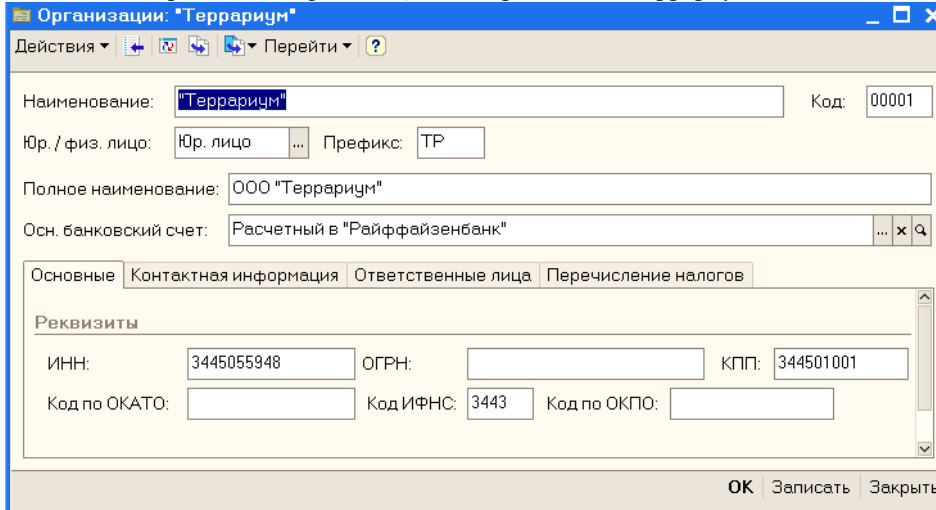 Организации: "Террариум"
Действия Перейти ?
Наименование: "Террариум" Код: 00001
Юр. / физ. лицо: Юр. лицо ... Префикс: ТР
Полное наименование: ООО "Террариум"
Осн. банковский счет: Расчетный в "Райффайзенбанк" ... x
Основные Контактная информация Ответственные лица Перечисление налогов
Реквизиты
ИНН: 3445055948 ОГРН: КПП: 344501001
Код по ОКАТО: Код ИФНС: 3443 Код по ОКПО:
OK Записать Закрыть